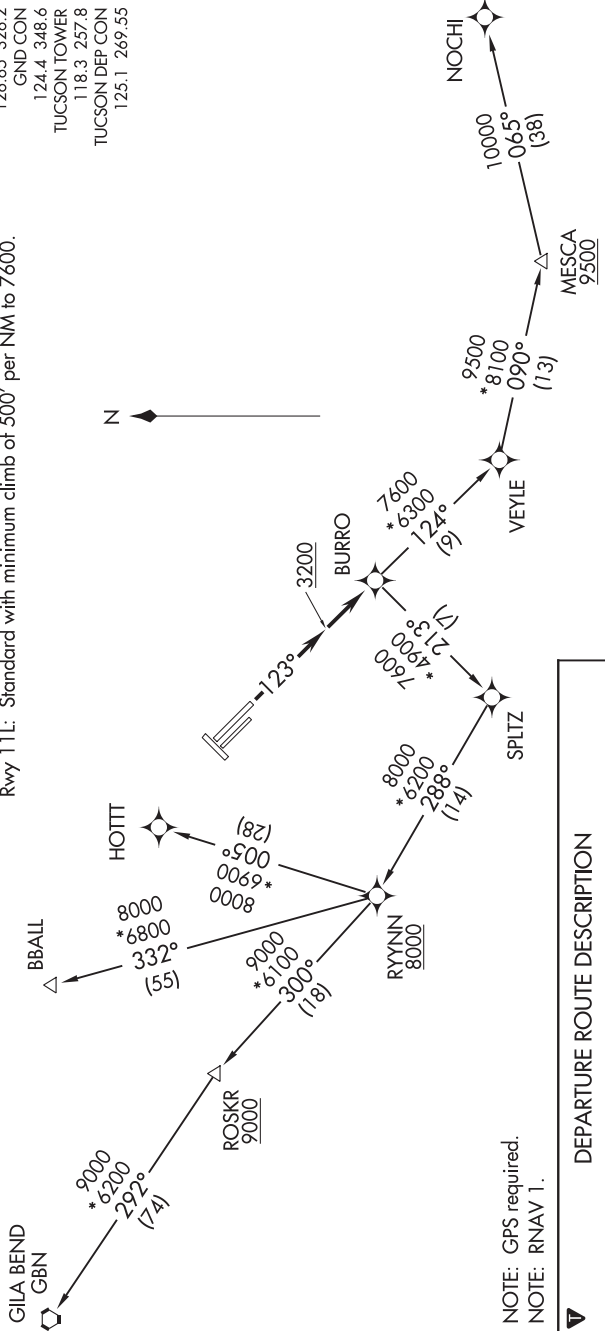 GND CON
124.4 348.6
TUCSON TOWER
118.3 257.8
TUCSON DEP CON
125.1 269.55
Rwy 11L: Standard with minimum climb of 500' per NM to 7600.
N
NOCHI
10000
065°
(38)
MESCA
9500
9500
*8100
090°
(13)
VEYLE
7600
*6300
124°
(9)
BURRO
3200
123°
7600
*4900
213°
(7)
SPLTZ
8000
*6200
288°
(14)
RYYNN
8000
HOTTT
8000
*6900
005°
(28)
BBALL
8000
*6800
332°
(55)
9000
*6100
300°
(18)
ROSKR
9000
9000
*6200
292°
(74)
GILA BEND
GBN
NOTE: GPS required.
NOTE: RNAV 1.
T
DEPARTURE ROUTE DESCRIPTION